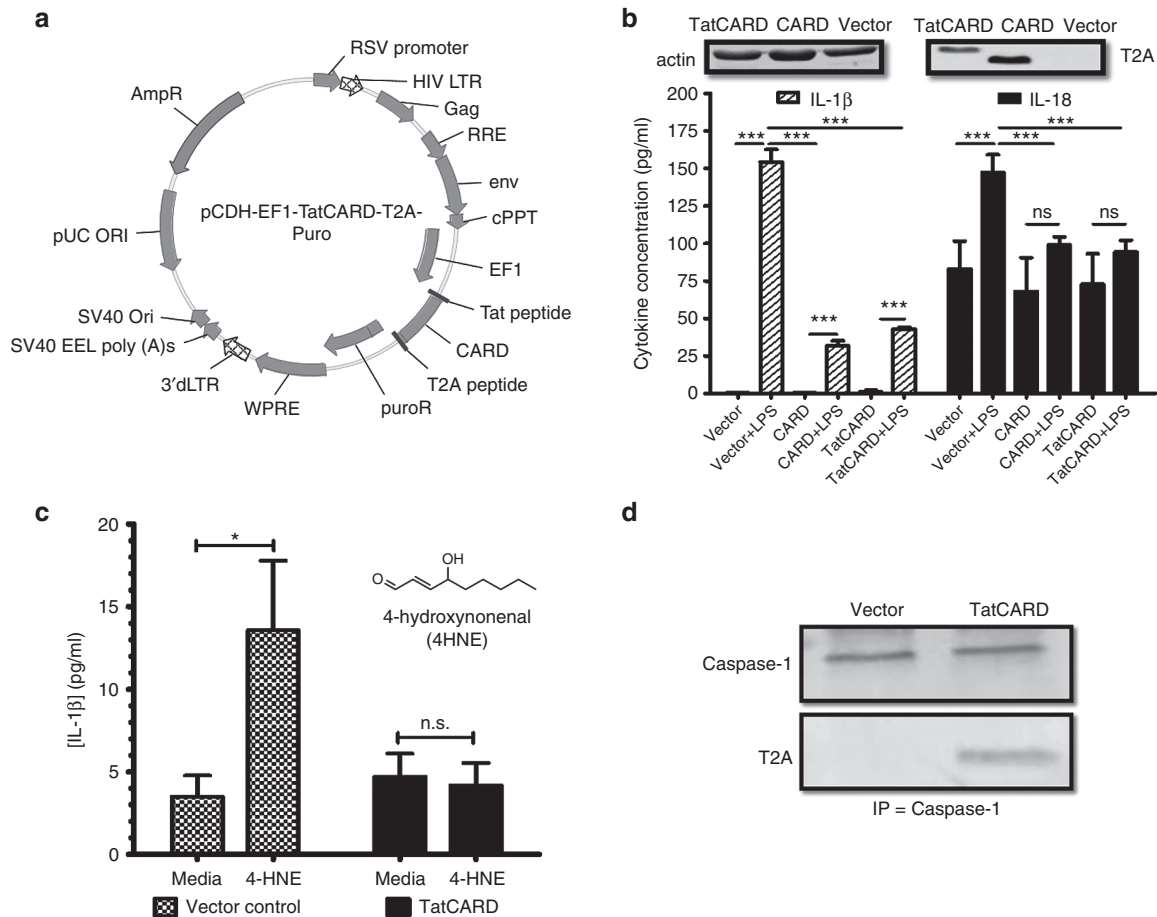 a
RSV promoter
HIV LTR
Gag
RRE
env
cPPT
EF1
Tat peptide
CARD
T2A peptide
puroR
WPRE
3′dLTR
SV40 EEL poly (A)s
SV40 Ori
pUC ORI
AmpR
pCDH-EF1-TatCARD-T2A-
Puro
b
TatCARD CARD Vector
actin
TatCARD CARD Vector
T2A
IL-1β
IL-18
Cytokine concentration (pg/ml)
200
175
150
125
100
75
50
25
0
*** *** ***
*** ***
*** *** ***
ns ns
Vector
Vector+LPS
CARD
CARD+LPS
TatCARD
TatCARD+LPS
Vector
Vector+LPS
CARD
CARD+LPS
TatCARD
TatCARD+LPS
c
[IL-1β] (pg/ml)
20
15
10
5
0
*
n.s.
O
OH
4-hydroxynonenal
(4HNE)
Media 4-HNE Media 4-HNE
Vector control TatCARD
d
Vector TatCARD
Caspase-1
T2A
IP = Caspase-1